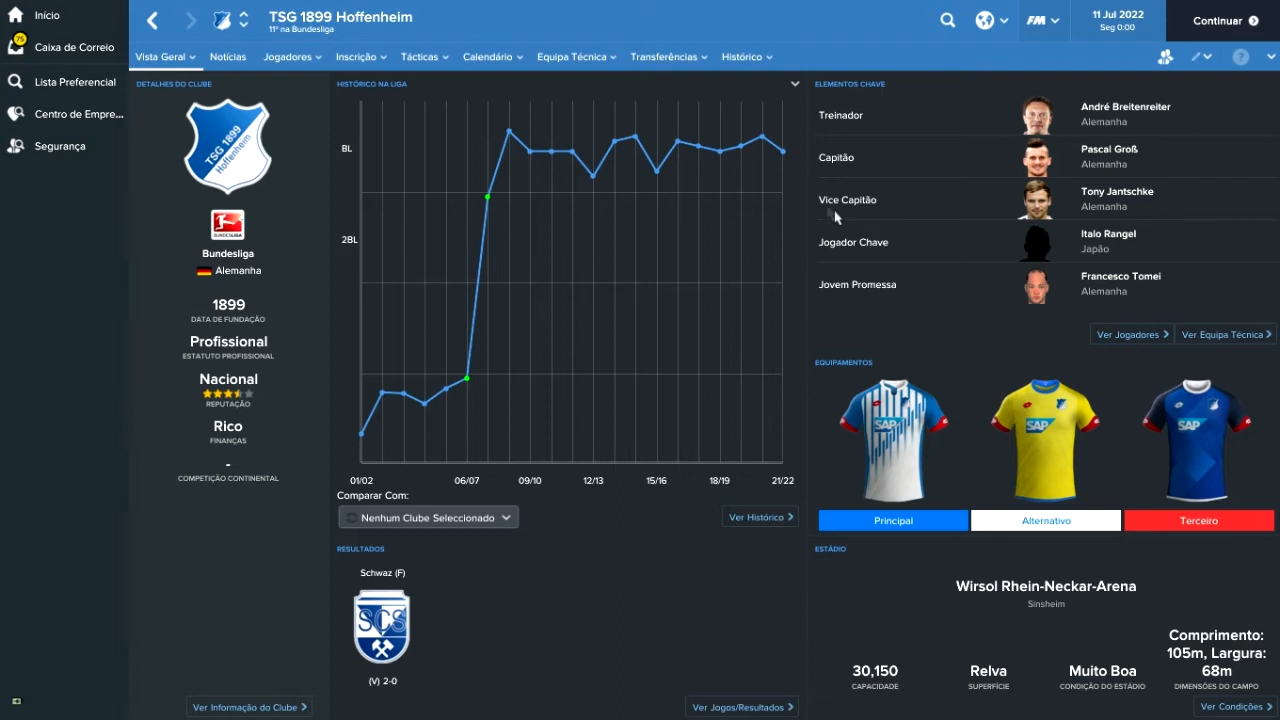 Início
75
Caixa de Correio
Lista Preferencial
Centro de Empre...
Segurança
TSG 1899 Hoffenheim
11º na Bundesliga
FM
11 Jul 2022
Seg 0:00
Continuar
Vista Geral
Notícias
Jogadores
Inscrição
Tácticas
Calendário
Equipa Técnica
Transferências
Histórico
?
DETALHES DO CLUBE
TSG 1899
Hoffenheim
BUNDESLIGA
Bundesliga
Alemanha
1899
DATA DE FUNDAÇÃO
Profissional
ESTATUTO PROFISSIONAL
Nacional
REPUTAÇÃO
Rico
FINANÇAS
-
COMPETIÇÃO CONTINENTAL
Ver Informação do Clube
HISTÓRICO NA LIGA
BL
2BL
01/02
06/07
09/10
12/13
15/16
18/19
21/22
Comparar Com:
Nenhum Clube Seleccionado
Ver Histórico
RESULTADOS
Schwaz (F)
SCS
(V) 2-0
Ver Jogos/Resultados
ELEMENTOS CHAVE
Treinador
André Breitenreiter
Alemanha
Capitão
Pascal Groß
Alemanha
Vice Capitão
Tony Jantschke
Alemanha
Jogador Chave
Italo Rangel
Japão
Jovem Promessa
Francesco Tomei
Alemanha
Ver Jogadores
Ver Equipa Técnica
EQUIPAMENTOS
SAP
SAP
SAP
Principal
Alternativo
Terceiro
ESTÁDIO
Wirsol Rhein-Neckar-Arena
Sinsheim
30,150
CAPACIDADE
Relva
SUPERFÍCIE
Muito Boa
CONDIÇÃO DO ESTÁDIO
Comprimento:
105m, Largura:
68m
DIMENSÕES DO CAMPO
Ver Condições